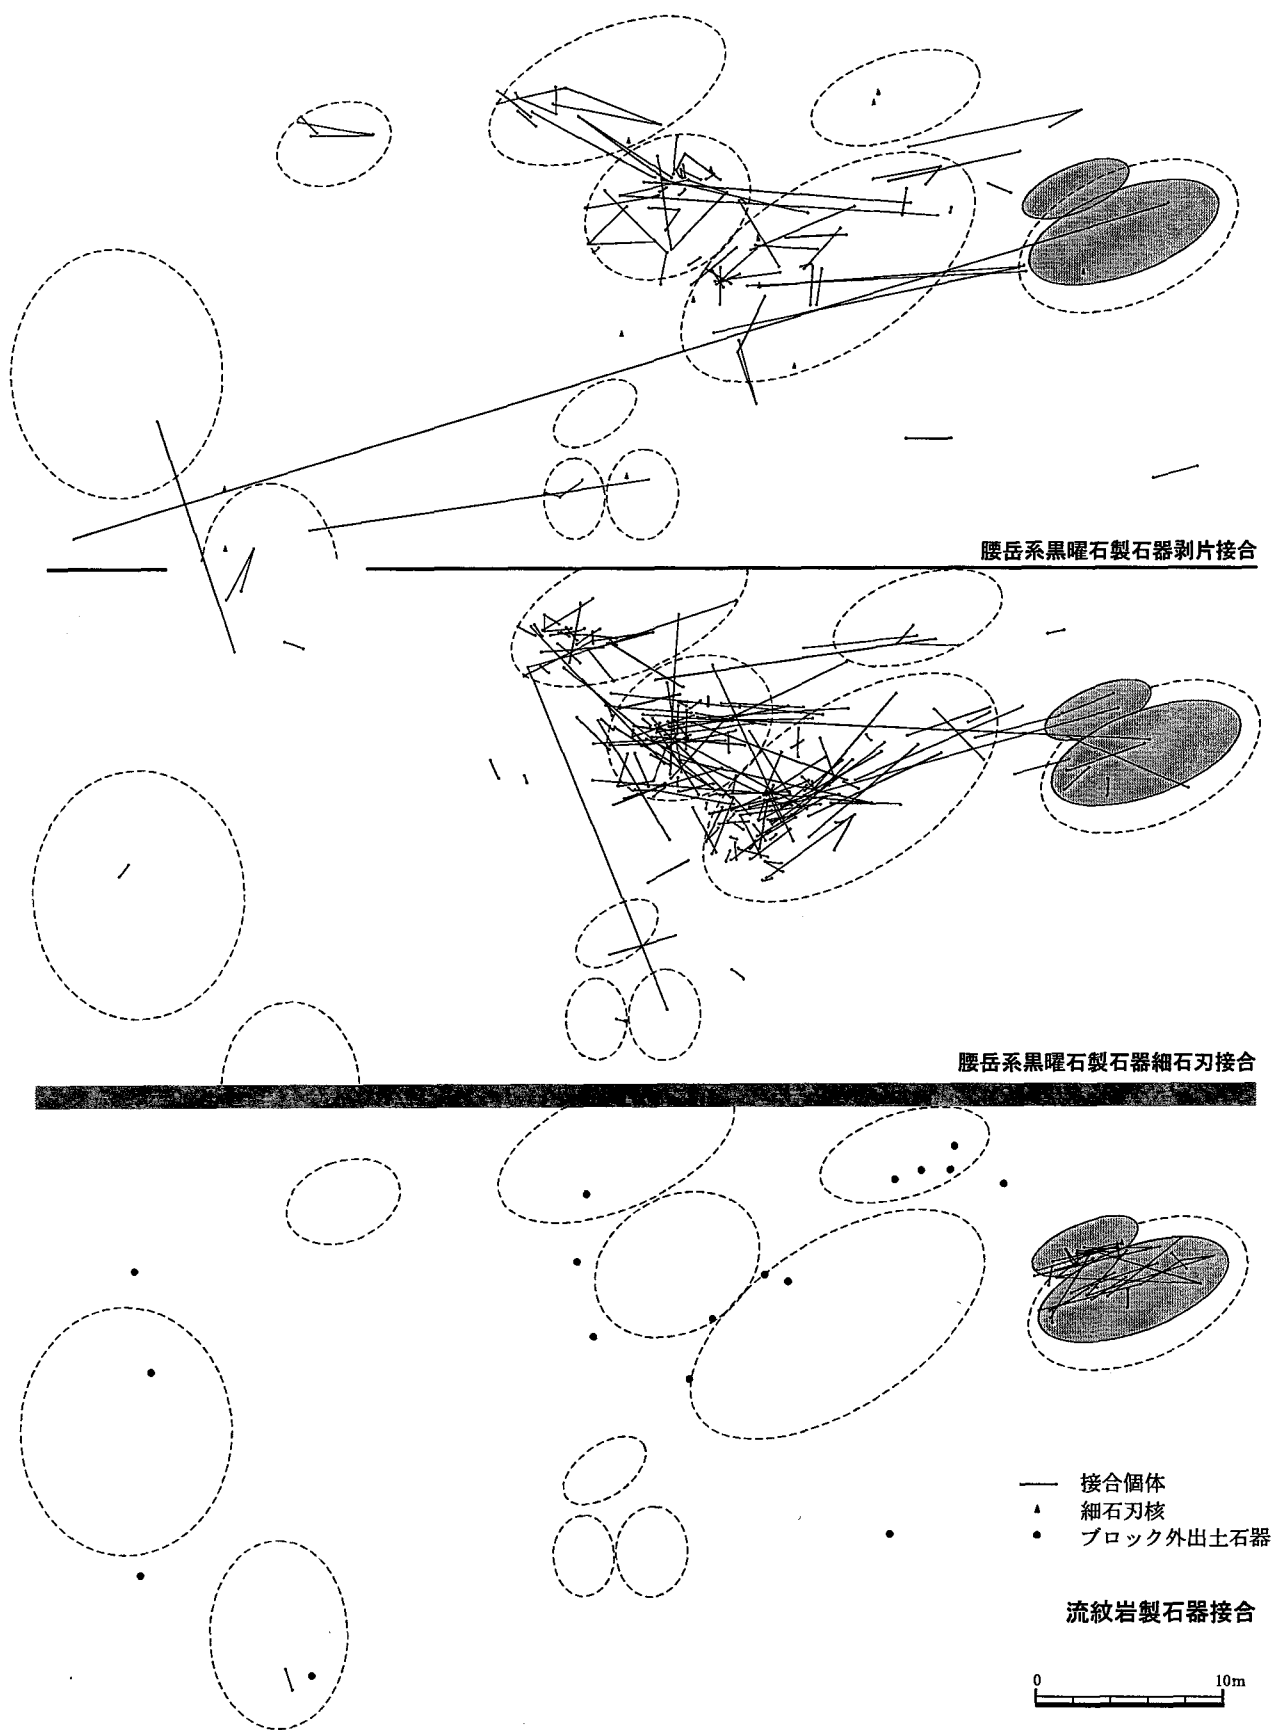 腰岳系黒曜石製石器剥片接合
腰岳系黒曜石製石器細石刃接合
接合個体
細石刃核
ブロック外出土石器
流紋岩製石器接合
0 10m